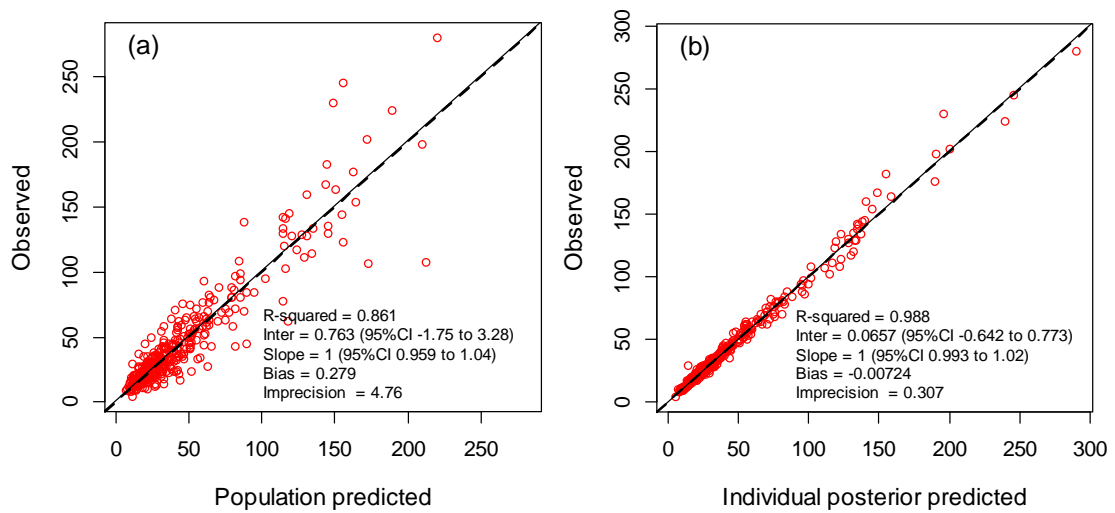 (a)
250
200
150
100
50
0
Observed
R-squared = 0.861
Inter = 0.763 (95%CI -1.75 to 3.28)
Slope = 1 (95%CI 0.959 to 1.04)
Bias = 0.279
Imprecision = 4.76
0 50 100 150 200 250
Population predicted
(b)
300
250
200
150
100
50
0
Observed
R-squared = 0.988
Inter = 0.0657 (95%CI -0.642 to 0.773)
Slope = 1 (95%CI 0.993 to 1.02)
Bias = -0.00724
Imprecision = 0.307
0 50 100 150 200 250 300
Individual posterior predicted